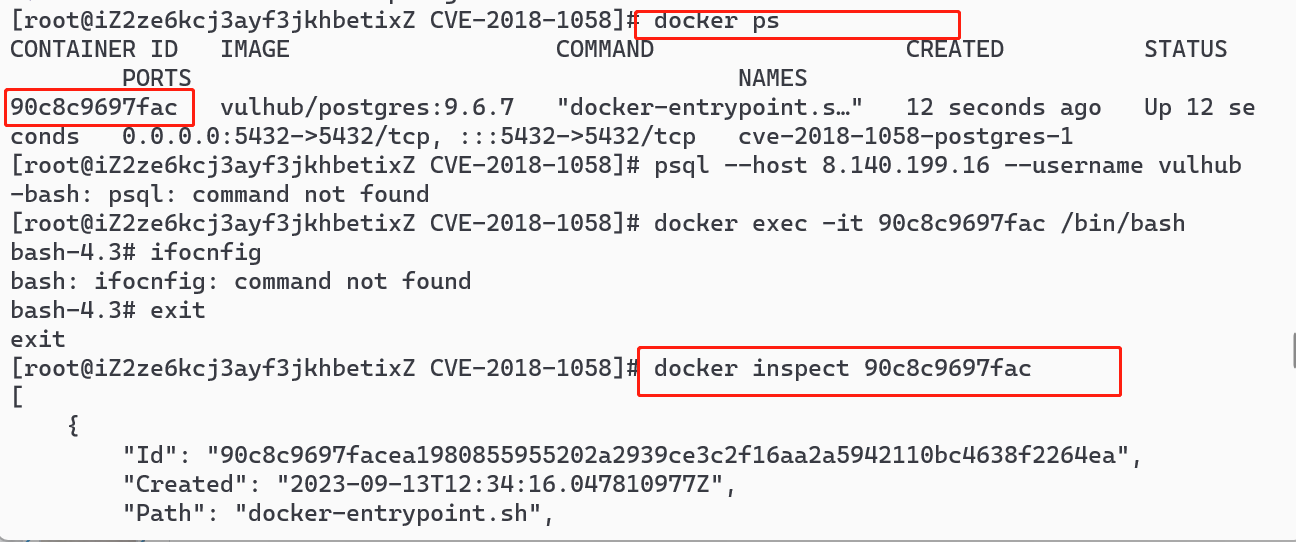 [root@iZ2ze6kcj3ayf3jkhbetixZ CVE-2018-1058]# docker ps
CONTAINER ID   IMAGE                   COMMAND                  CREATED          STATUS
        PORTS                                       NAMES
90c8c9697fac   vulhub/postgres:9.6.7   "docker-entrypoint.s…"   12 seconds ago   Up 12 se
conds   0.0.0.0:5432->5432/tcp, :::5432->5432/tcp   cve-2018-1058-postgres-1
[root@iZ2ze6kcj3ayf3jkhbetixZ CVE-2018-1058]# psql --host 8.140.199.16 --username vulhub
-bash: psql: command not found
[root@iZ2ze6kcj3ayf3jkhbetixZ CVE-2018-1058]# docker exec -it 90c8c9697fac /bin/bash
bash-4.3# ifocnfig
bash: ifocnfig: command not found
bash-4.3# exit
exit
[root@iZ2ze6kcj3ayf3jkhbetixZ CVE-2018-1058]# docker inspect 90c8c9697fac
[
    {
        "Id": "90c8c9697facea1980855955202a2939ce3c2f16aa2a5942110bc4638f2264ea",
        "Created": "2023-09-13T12:34:16.047810977Z",
        "Path": "docker-entrypoint.sh",